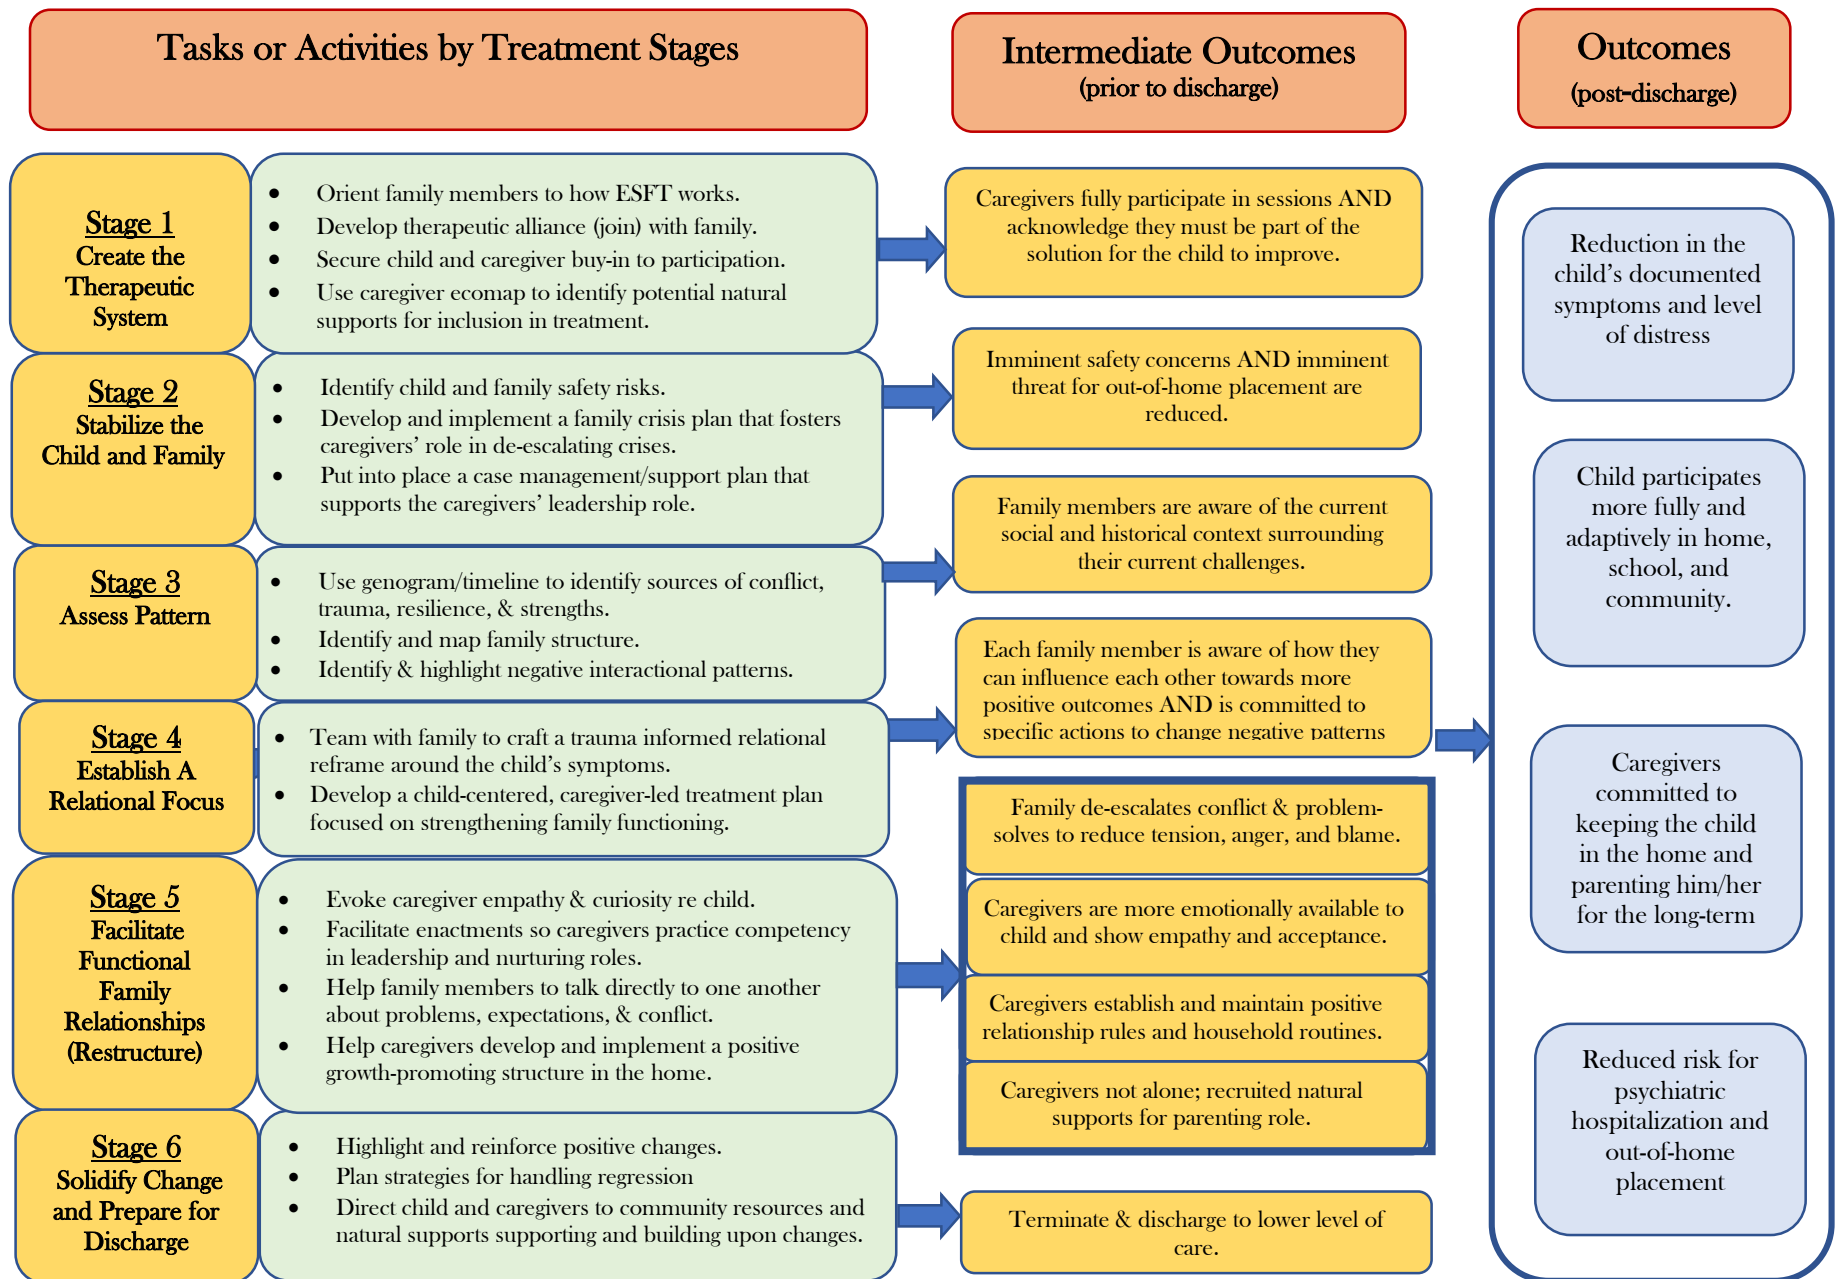 Tasks or Activities by Treatment Stages
Intermediate Outcomes
(prior to discharge)
Outcomes
(post-discharge)
Stage 1
Create the
Therapeutic
System
• Orient family members to how ESFT works.
• Develop therapeutic alliance (join) with family.
• Secure child and caregiver buy-in to participation.
• Use caregiver ecomap to identify potential natural
supports for inclusion in treatment.
Caregivers fully participate in sessions AND
acknowledge they must be part of the
solution for the child to improve.
Stage 2
Stabilize the
Child and Family
• Identify child and family safety risks.
• Develop and implement a family crisis plan that fosters
caregivers’ role in de-escalating crises.
• Put into place a case management/support plan that
supports the caregivers’ leadership role.
Imminent safety concerns AND imminent
threat for out-of-home placement are
reduced.
Stage 3
Assess Pattern
• Use genogram/timeline to identify sources of conflict,
trauma, resilience, & strengths.
• Identify and map family structure.
• Identify & highlight negative interactional patterns.
Family members are aware of the current
social and historical context surrounding
their current challenges.
Stage 4
Establish A
Relational Focus
• Team with family to craft a trauma informed relational
reframe around the child’s symptoms.
• Develop a child-centered, caregiver-led treatment plan
focused on strengthening family functioning.
Each family member is aware of how they
can influence each other towards more
positive outcomes AND is committed to
specific actions to change negative patterns
Stage 5
Facilitate
Functional
Family
Relationships
(Restructure)
• Evoke caregiver empathy & curiosity re child.
• Facilitate enactments so caregivers practice competency
in leadership and nurturing roles.
• Help family members to talk directly to one another
about problems, expectations, & conflict.
• Help caregivers develop and implement a positive
growth-promoting structure in the home.
Family de-escalates conflict & problem-
solves to reduce tension, anger, and blame.
Caregivers are more emotionally available to
child and show empathy and acceptance.
Caregivers establish and maintain positive
relationship rules and household routines.
Caregivers not alone; recruited natural
supports for parenting role.
Stage 6
Solidify Change
and Prepare for
Discharge
• Highlight and reinforce positive changes.
• Plan strategies for handling regression
• Direct child and caregivers to community resources and
natural supports supporting and building upon changes.
Terminate & discharge to lower level of
care.
Reduction in the
child’s documented
symptoms and level
of distress
Child participates
more fully and
adaptively in home,
school, and
community.
Caregivers
committed to
keeping the child
in the home and
parenting him/her
for the long-term
Reduced risk for
psychiatric
hospitalization and
out-of-home
placement